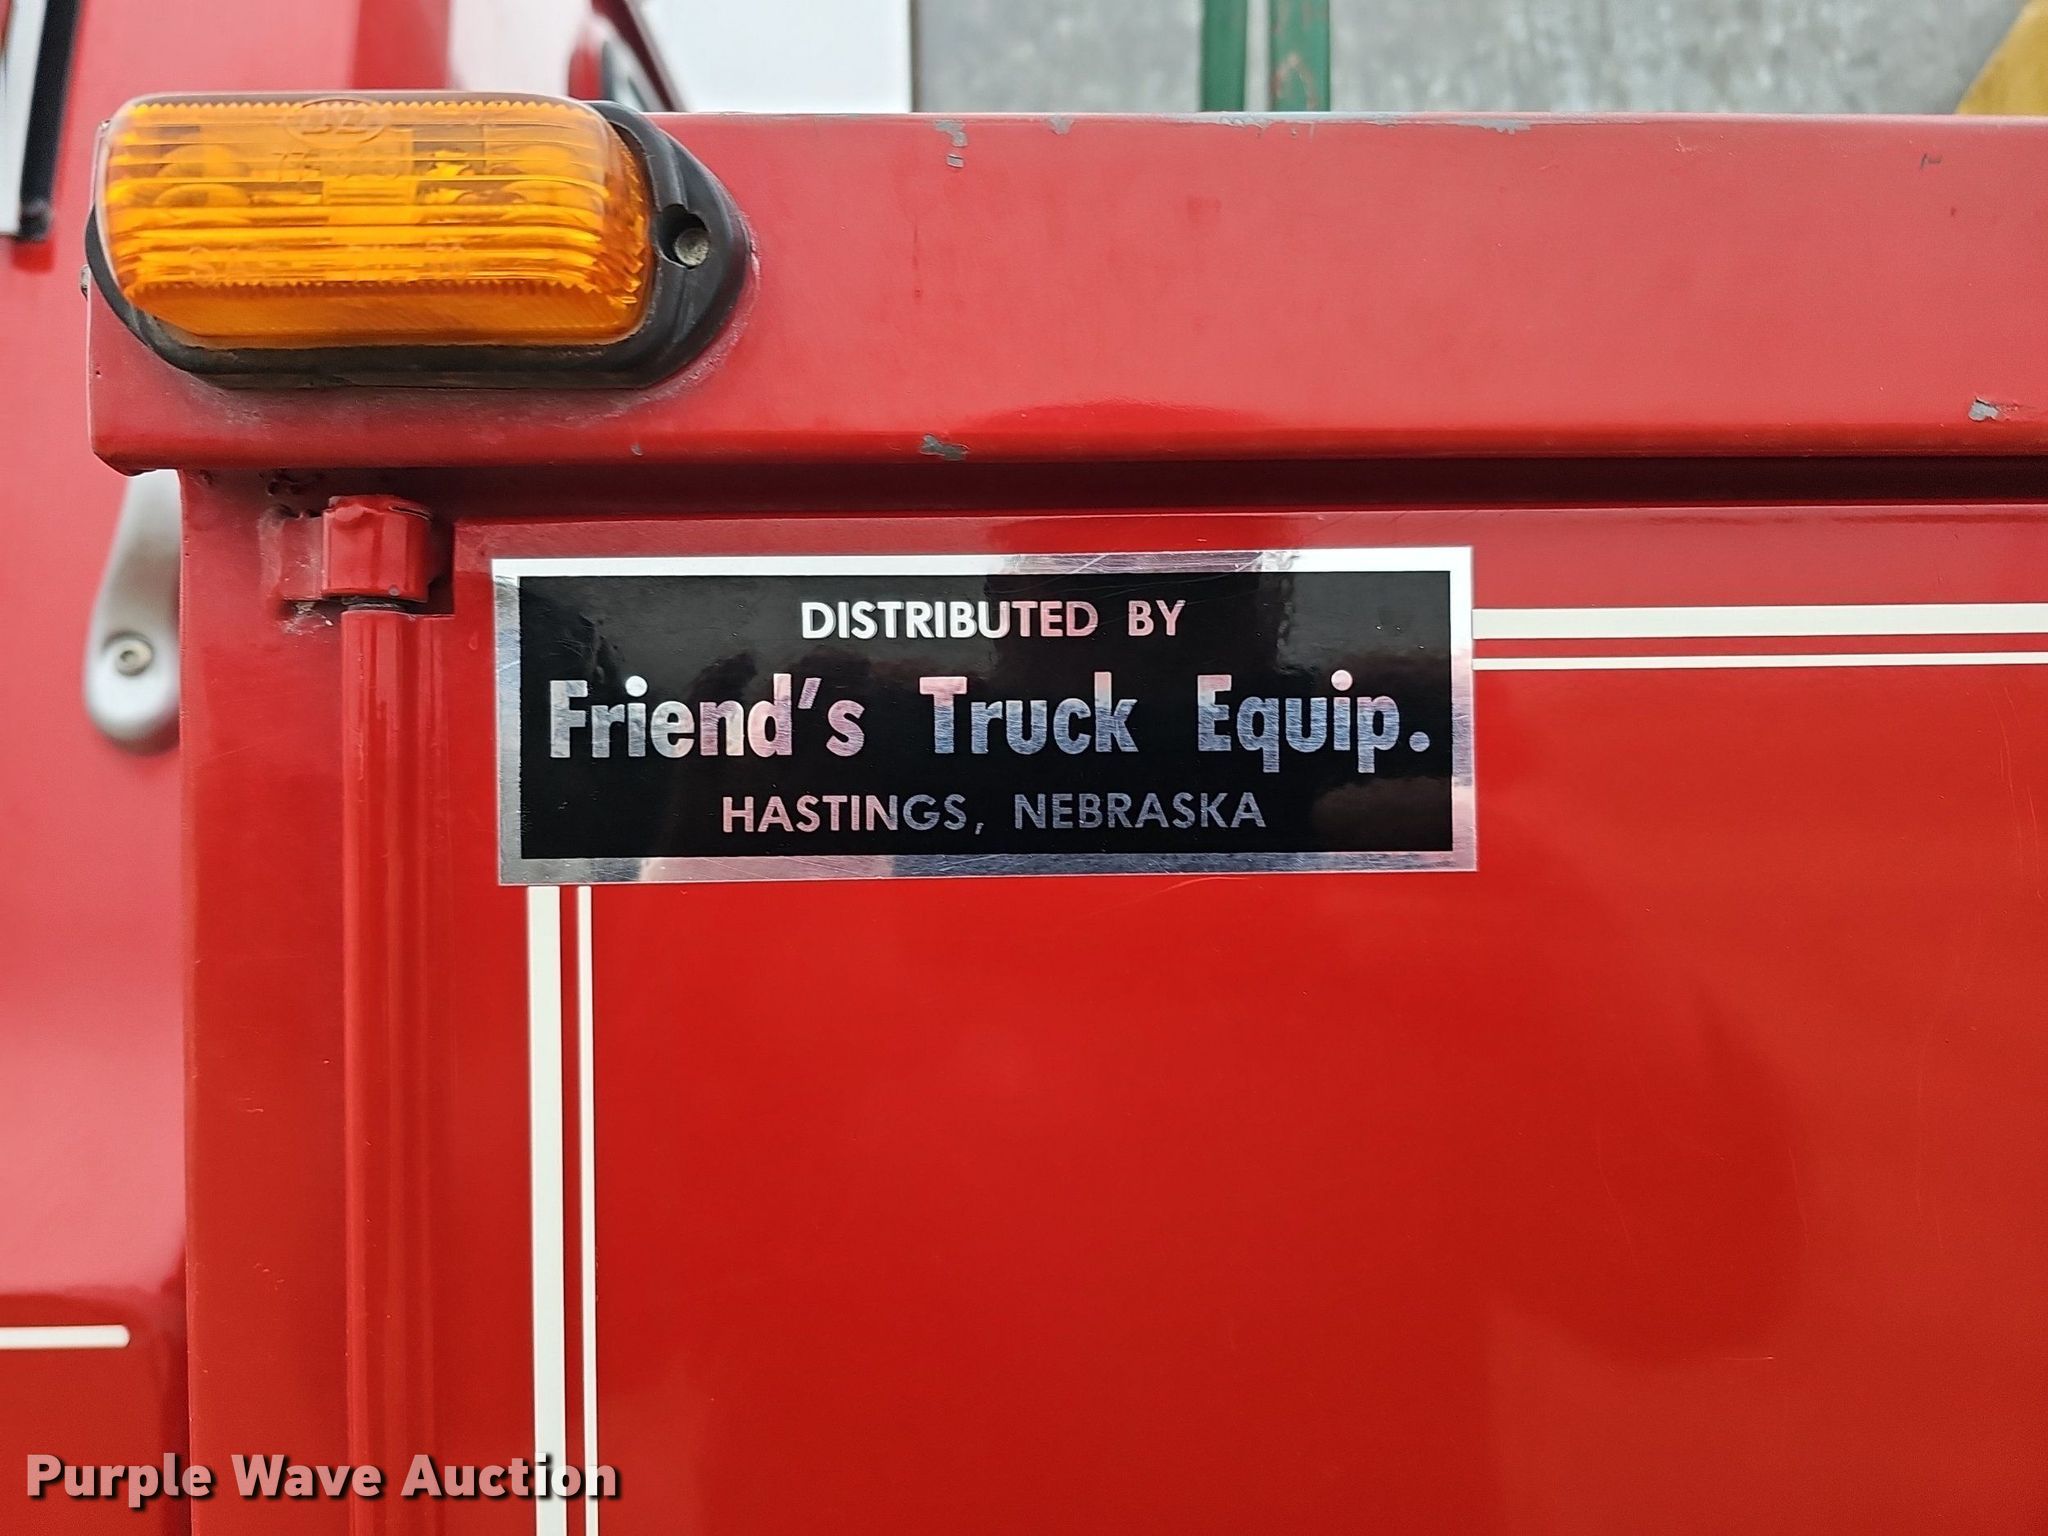 DISTRIBUTED BY
Friend's Truck Equip.
HASTINGS, NEBRASKA
Purple Wave Auction